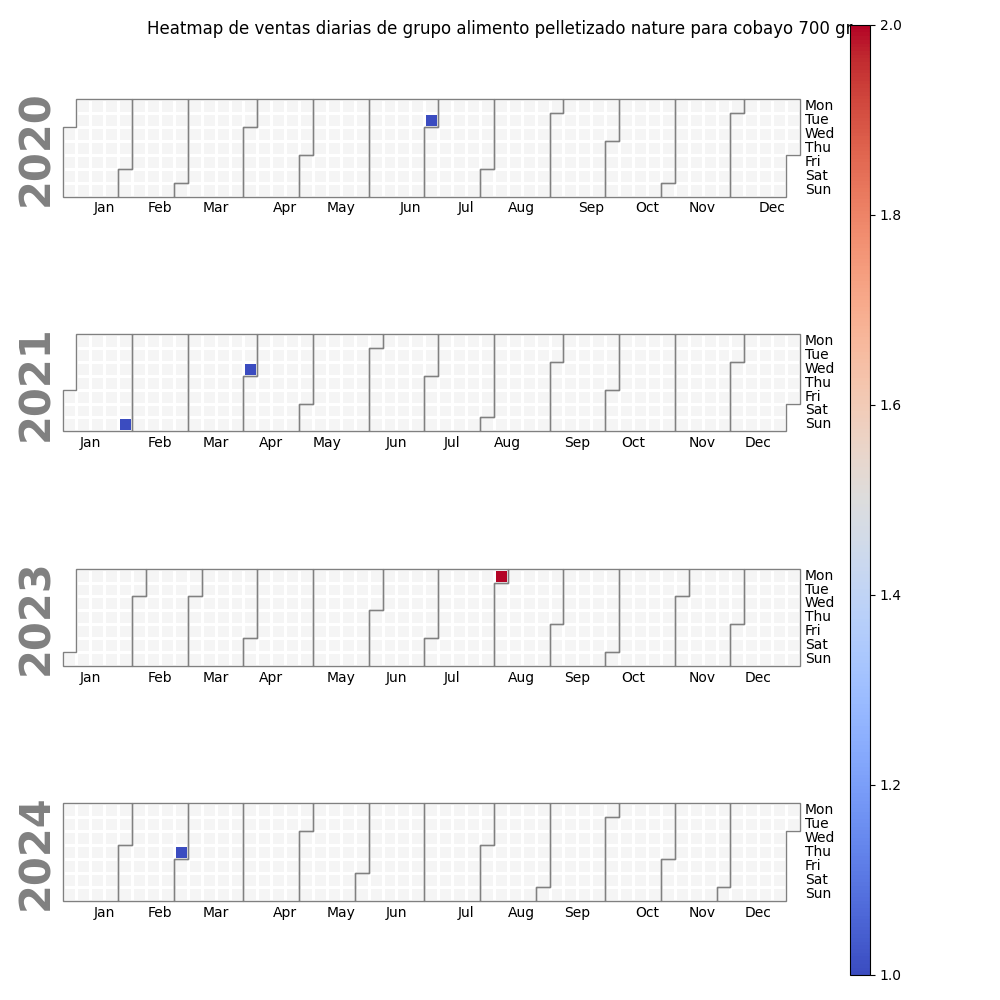 Heatmap de ventas diarias de grupo alimento pelletizado nature para cobayo 700 gr
2.0
1.8
1.6
1.4
1.2
1.0
2020
Mon
Tue
Wed
Thu
Fri
Sat
Sun
Jan Feb Mar Apr May Jun Jul Aug Sep Oct Nov Dec
2021
Mon
Tue
Wed
Thu
Fri
Sat
Sun
Jan Feb Mar Apr May Jun Jul Aug Sep Oct Nov Dec
2023
Mon
Tue
Wed
Thu
Fri
Sat
Sun
Jan Feb Mar Apr May Jun Jul Aug Sep Oct Nov Dec
2024
Mon
Tue
Wed
Thu
Fri
Sat
Sun
Jan Feb Mar Apr May Jun Jul Aug Sep Oct Nov Dec